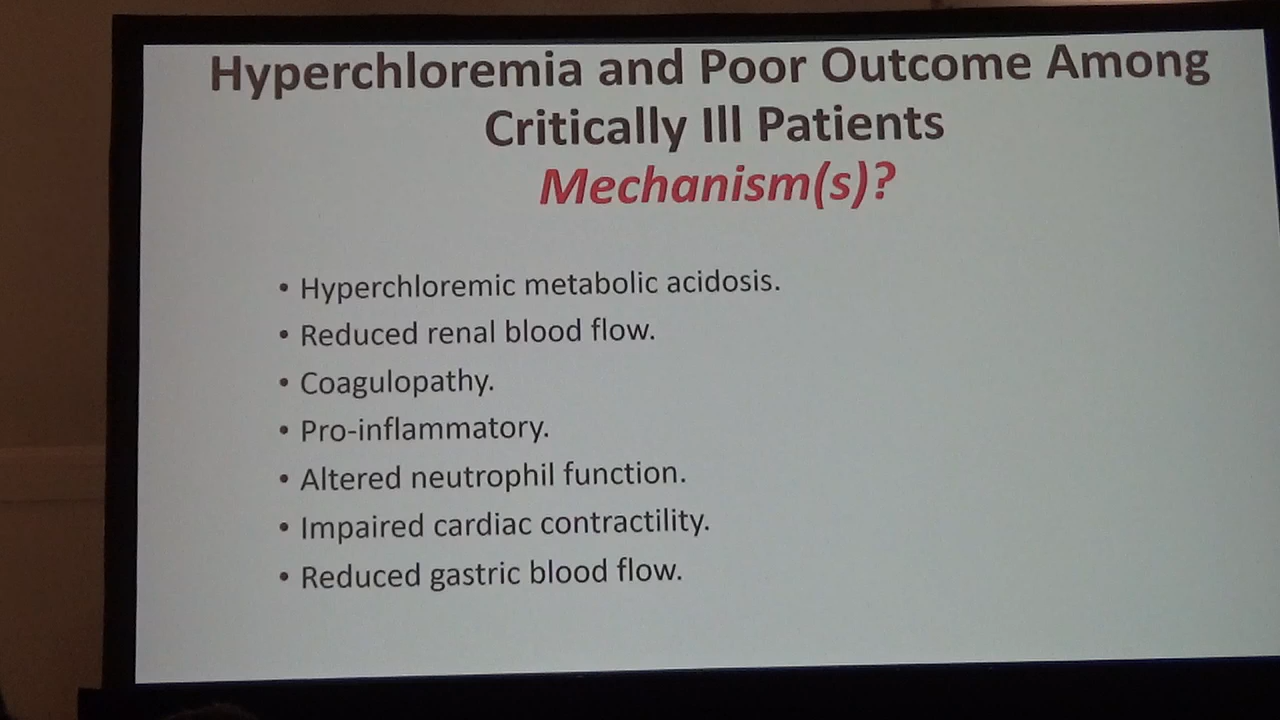 Hyperchloremia and Poor Outcome Among
Critically Ill Patients
Mechanism(s)?
• Hyperchloremic metabolic acidosis.
• Reduced renal blood flow.
• Coagulopathy.
• Pro-inflammatory.
• Altered neutrophil function.
• Impaired cardiac contractility.
• Reduced gastric blood flow.